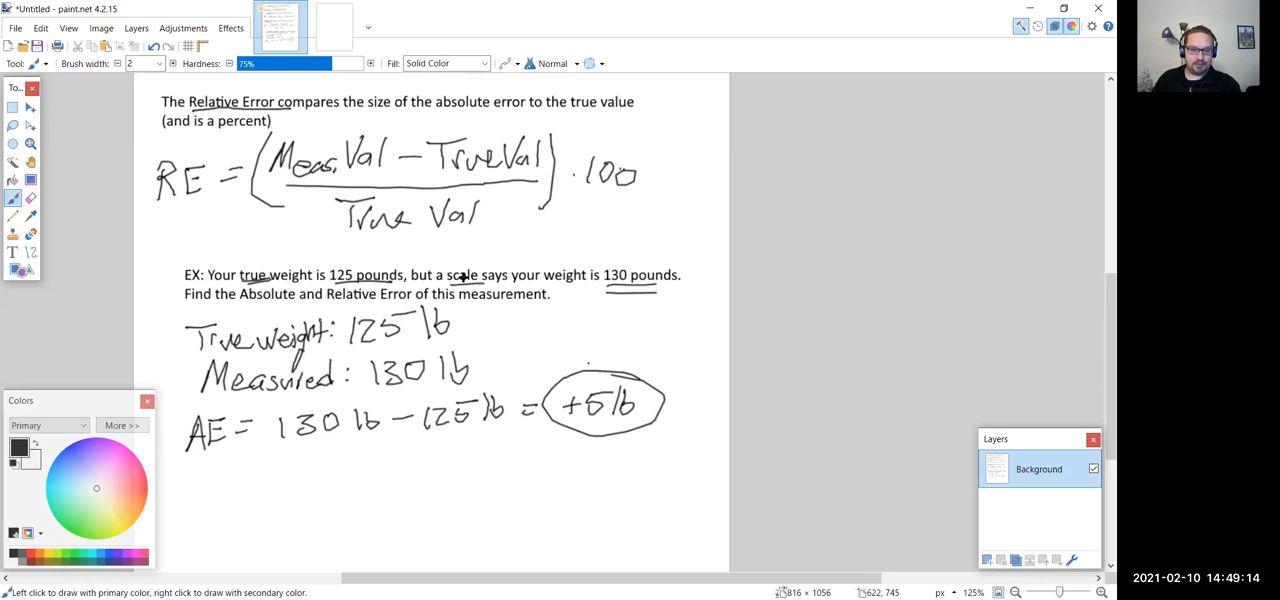 *Untitled - paint.net 4.2.15
File Edit View Image Layers Adjustments Effects
Tool: Brush width: 2 Hardness: 75% Fill: Solid Color Normal
To...
The Relative Error compares the size of the absolute error to the true value
(and is a percent)
RE = (Meas. Val - True Val / True Val) · 100
EX: Your true weight is 125 pounds, but a scale says your weight is 130 pounds.
Find the Absolute and Relative Error of this measurement.
True weight: 125 lb
Measured: 130 lb
AE = 130 lb - 125 lb = +5 lb
Colors
Primary More >>
Layers
Background
2021-02-10 14:49:14
Left click to draw with primary color, right click to draw with secondary color. 816 x 1056 622, 745 px 125%